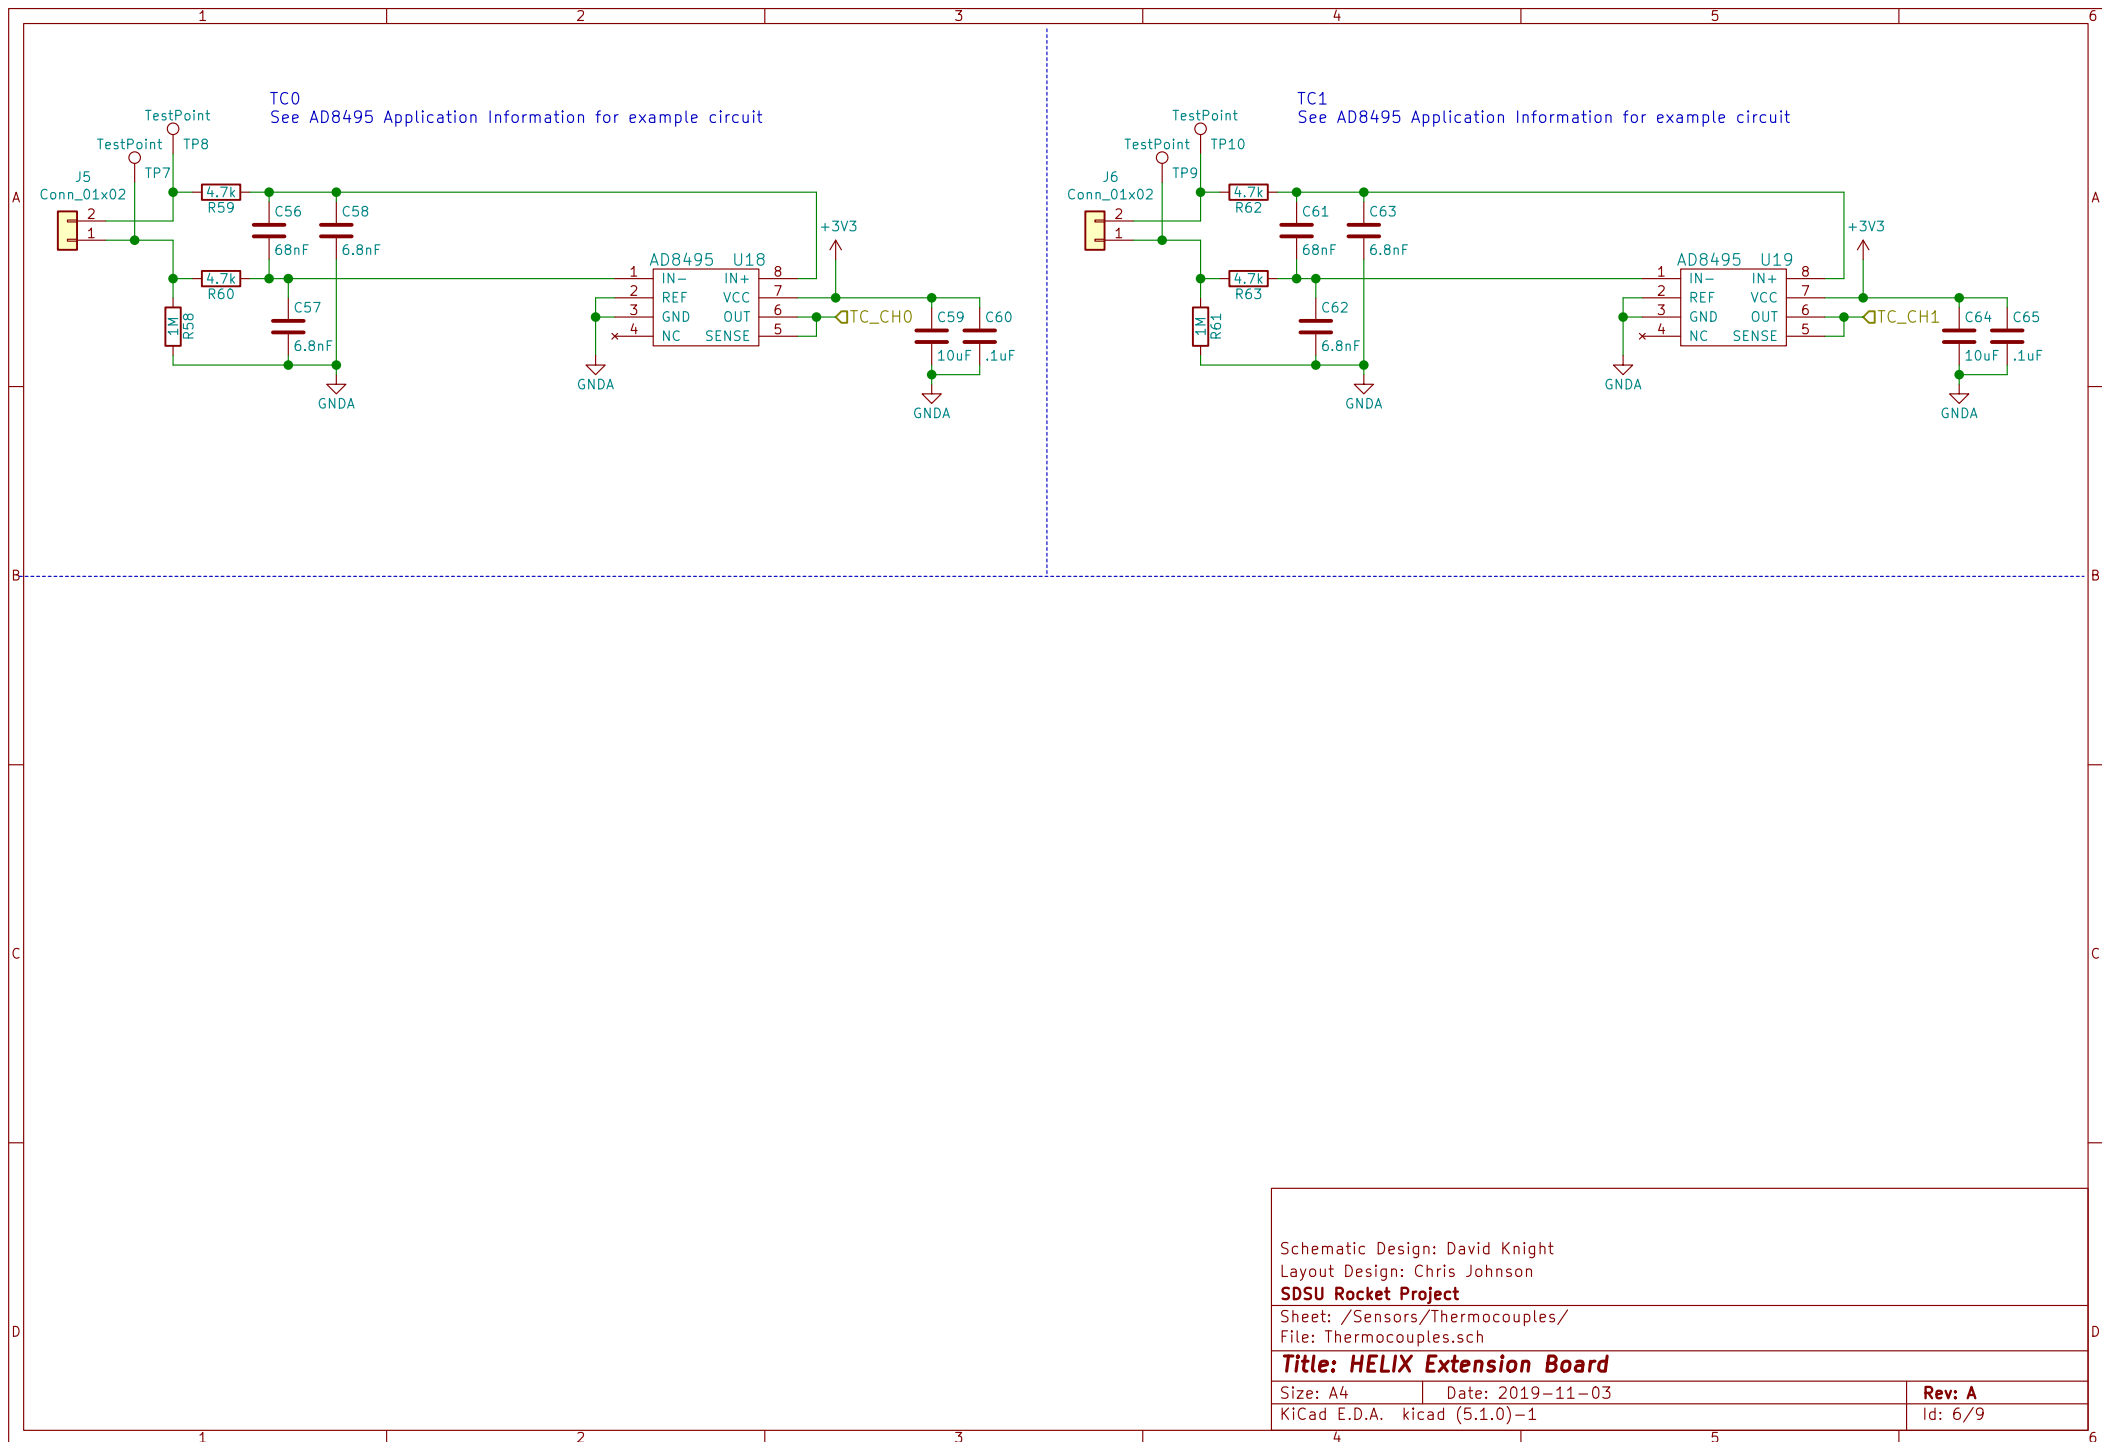 1 2 3 4 5 6
TC0
See AD8495 Application Information for example circuit
TestPoint
TP8
TestPoint
TP7
J5
Conn_01x02
2
1
4.7k
R59
C56
68nF
C58
6.8nF
4.7k
R60
1M
R58
C57
6.8nF
GNDA
AD8495 U18
1 IN- IN+ 8
2 REF VCC 7
3 GND OUT 6
4 NC SENSE 5
GNDA
+3V3
TC_CH0
C59
10uF
C60
.1uF
GNDA
TC1
See AD8495 Application Information for example circuit
TestPoint
TP10
TestPoint
TP9
J6
Conn_01x02
2
1
4.7k
R62
C61
68nF
C63
6.8nF
4.7k
R63
1M
R61
C62
6.8nF
GNDA
AD8495 U19
1 IN- IN+ 8
2 REF VCC 7
3 GND OUT 6
4 NC SENSE 5
GNDA
+3V3
TC_CH1
C64
10uF
C65
.1uF
GNDA
A A
B B
C C
D D
Schematic Design: David Knight
Layout Design: Chris Johnson
SDSU Rocket Project
Sheet: /Sensors/Thermocouples/
File: Thermocouples.sch
Title: HELIX Extension Board
Size: A4 Date: 2019-11-03 Rev: A
KiCad E.D.A. kicad (5.1.0)-1 Id: 6/9
1 2 3 4 5 6